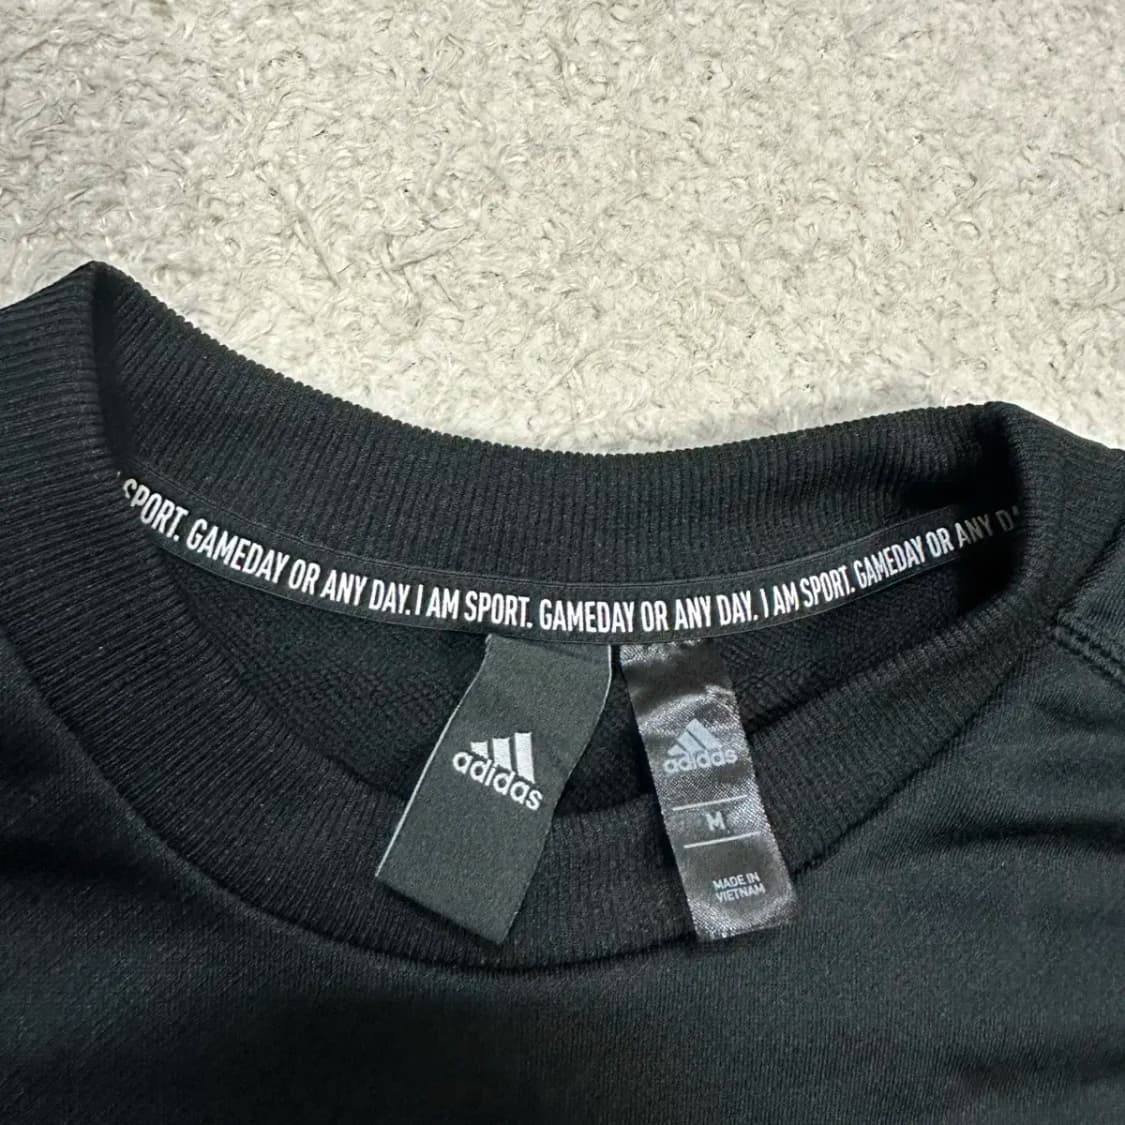 SPORT. GAMEDAY OR ANY DAY. I AM SPORT. GAMEDAY OR ANY DAY. I AM SPORT. GAMEDAY OR ANY
adidas
adidas
M
MADE IN
VIETNAM